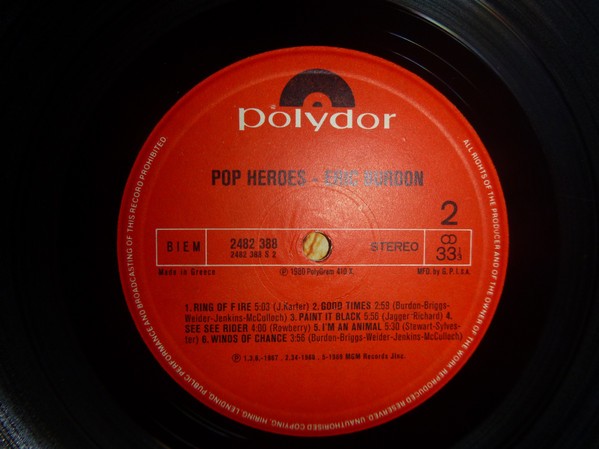 polydor
POP HEROES - ERIC BURDON
2
BIEM
2482 388
2482 388 S 2
STEREO
33⅓
Made in Greece
Ⓟ 1980 PolyGram
MFD. by G.P.I.S.A.
1. RING OF FIRE 5:03 (J.Karter) 2. GOOD TIMES 2:59 (Burdon-Briggs-
Weider-Jenkins-McCulloch) 3. PAINT IT BLACK 5:56 (Jagger Richard) 4.
SEE SEE RIDER 4:00 (Rawberry) 5. I'M AN ANIMAL 5:30 (Stewart-Sylves-
ter) 6. WINDS OF CHANCE 3:56 (Burdon-Briggs-Weider-Jenkins-McCulloch)
Ⓟ 1,3,6,-1967 . 2,34-1968 . 5-1969 MGM Records Jinc.
ALL RIGHTS OF THE PRODUCER AND OF THE OWNER OF THE WORK REPRODUCED RESERVED UNAUTHORISED COPYING, HIRING, LENDING PUBLIC PERFORMANCE AND BROADCASTING OF THIS RECORD PROHIBITED.